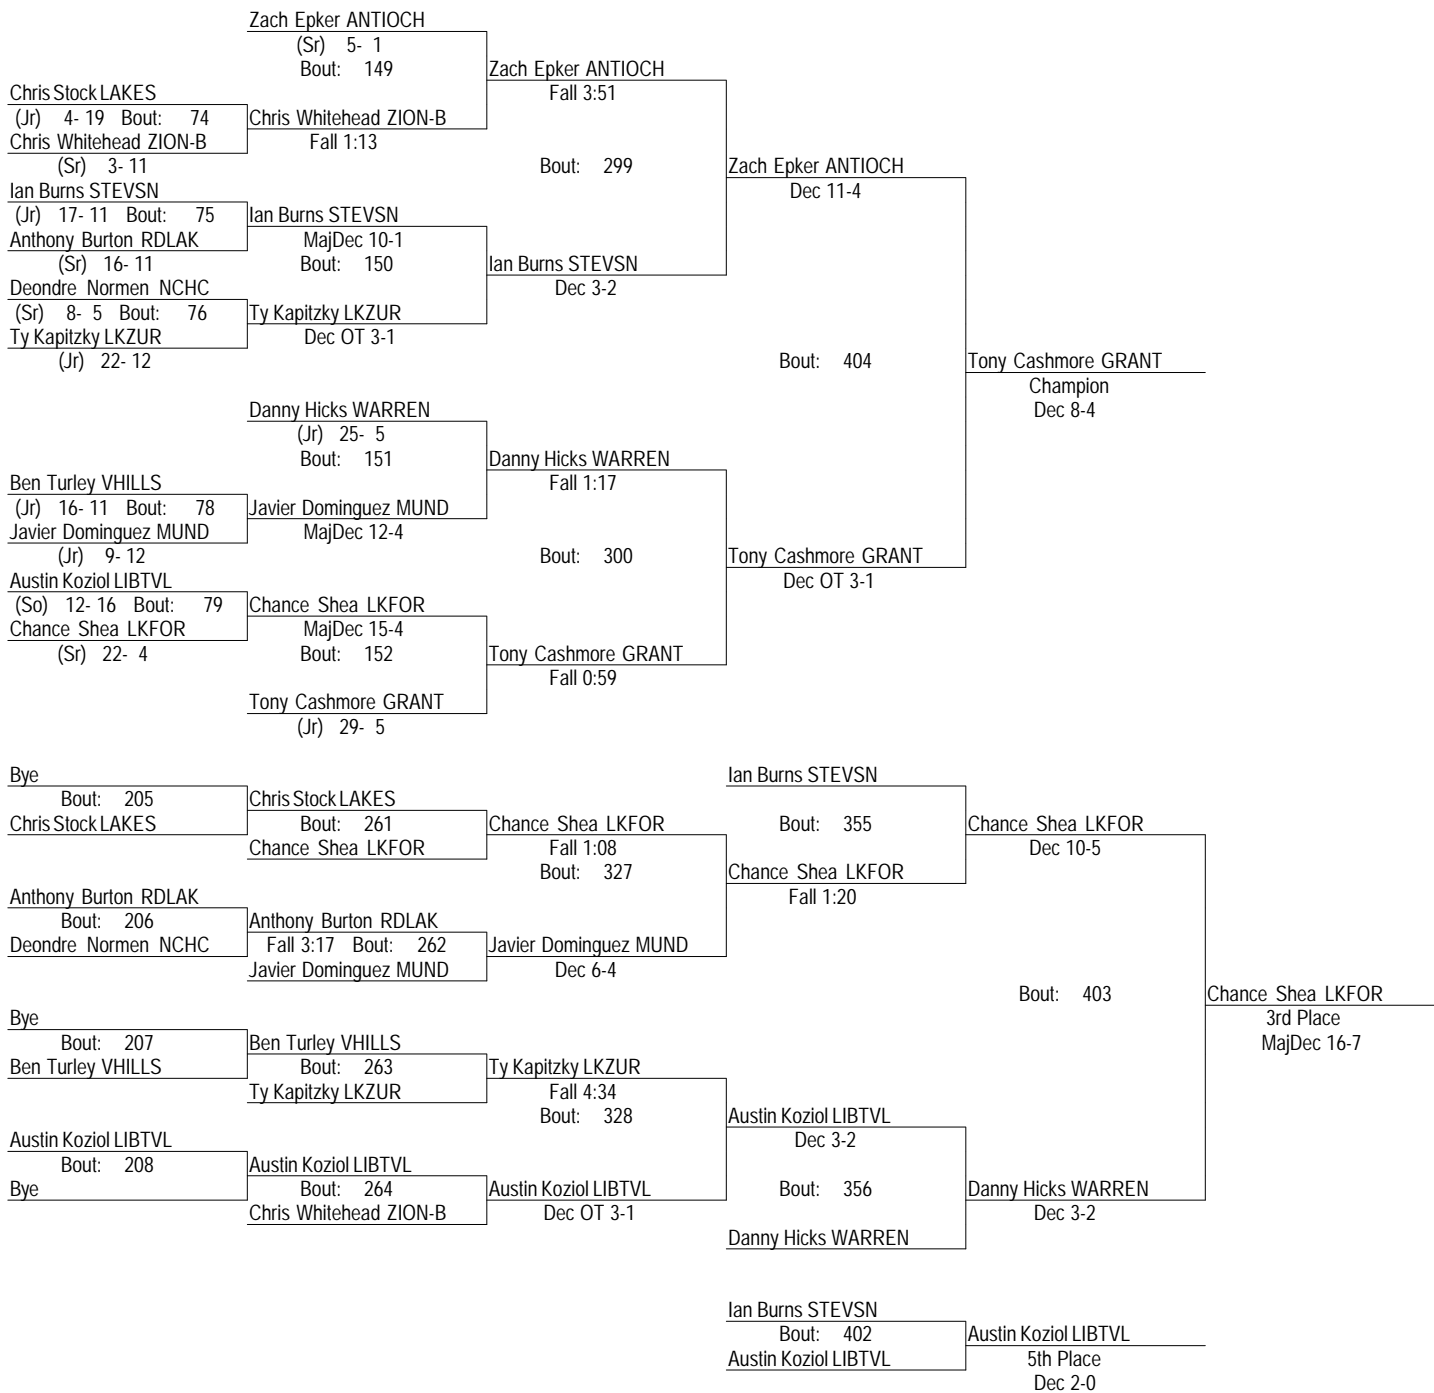 Zach Epker ANTIOCH
(Sr) 5- 1
Bout: 149
Zach Epker ANTIOCH
Fall 3:51
Chris Stock LAKES
(Jr) 4- 19 Bout: 74
Chris Whitehead ZION-B
Chris Whitehead ZION-B
Fall 1:13
(Sr) 3- 11
Bout: 299
Zach Epker ANTIOCH
Dec 11-4
Ian Burns STEVSN
(Jr) 17- 11 Bout: 75
Ian Burns STEVSN
Anthony Burton RDLAK
MajDec 10-1
(Sr) 16- 11
Bout: 150
Ian Burns STEVSN
Dec 3-2
Deondre Normen NCHC
(Sr) 8- 5 Bout: 76
Ty Kapitzky LKZUR
Ty Kapitzky LKZUR
Dec OT 3-1
(Jr) 22- 12
Bout: 404
Tony Cashmore GRANT
Champion
Dec 8-4
Danny Hicks WARREN
(Jr) 25- 5
Bout: 151
Danny Hicks WARREN
Fall 1:17
Ben Turley VHILLS
(Jr) 16- 11 Bout: 78
Javier Dominguez MUND
Javier Dominguez MUND
MajDec 12-4
(Jr) 9- 12
Bout: 300
Tony Cashmore GRANT
Dec OT 3-1
Austin Koziol LIBTVL
(So) 12- 16 Bout: 79
Chance Shea LKFOR
Chance Shea LKFOR
MajDec 15-4
(Sr) 22- 4
Bout: 152
Tony Cashmore GRANT
Fall 0:59
Tony Cashmore GRANT
(Jr) 29- 5
Bye
Bout: 205
Chris Stock LAKES
Chris Stock LAKES
Bout: 261
Chance Shea LKFOR
Chance Shea LKFOR
Fall 1:08
Bout: 327
Ian Burns STEVSN
Bout: 355
Chance Shea LKFOR
Dec 10-5
Chance Shea LKFOR
Fall 1:20
Anthony Burton RDLAK
Bout: 206
Deondre Normen NCHC
Anthony Burton RDLAK
Fall 3:17 Bout: 262
Javier Dominguez MUND
Javier Dominguez MUND
Dec 6-4
Bout: 403
Chance Shea LKFOR
3rd Place
MajDec 16-7
Bye
Bout: 207
Ben Turley VHILLS
Ben Turley VHILLS
Bout: 263
Ty Kapitzky LKZUR
Ty Kapitzky LKZUR
Fall 4:34
Bout: 328
Austin Koziol LIBTVL
Dec 3-2
Austin Koziol LIBTVL
Bout: 208
Bye
Austin Koziol LIBTVL
Bout: 264
Chris Whitehead ZION-B
Austin Koziol LIBTVL
Dec OT 3-1
Bout: 356
Danny Hicks WARREN
Dec 3-2
Danny Hicks WARREN
Ian Burns STEVSN
Bout: 402
Austin Koziol LIBTVL
Austin Koziol LIBTVL
5th Place
Dec 2-0